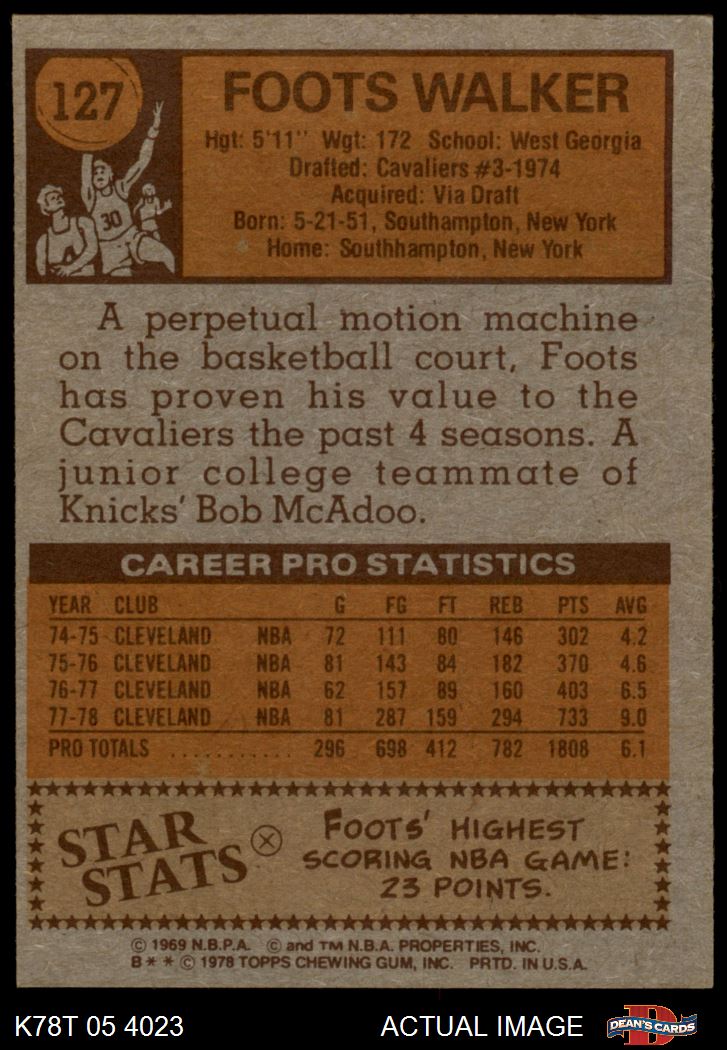 127
FOOTS WALKER
Hgt: 5'11" Wgt: 172 School: West Georgia
Drafted: Cavaliers #3-1974
Acquired: Via Draft
Born: 5-21-51, Southampton, New York
Home: Southhampton, New York
30
A perpetual motion machine
on the basketball court, Foots
has proven his value to the
Cavaliers the past 4 seasons. A
junior college teammate of
Knicks' Bob McAdoo.
CAREER PRO STATISTICS
YEAR CLUB G FG FT REB PTS AVG
74-75 CLEVELAND NBA 72 111 80 146 302 4.2
75-76 CLEVELAND NBA 81 143 84 182 370 4.6
76-77 CLEVELAND NBA 62 157 89 160 403 6.5
77-78 CLEVELAND NBA 81 287 159 294 733 9.0
PRO TOTALS ........... 296 698 412 782 1808 6.1
STAR
STATS
FOOTS' HIGHEST
SCORING NBA GAME:
23 POINTS.
© 1969 N.B.P.A. © and TM N.B.A. PROPERTIES, INC.
B * * © 1978 TOPPS CHEWING GUM, INC. PRTD. IN U.S.A.
K78T 05 4023
ACTUAL IMAGE
D
DEAN'S CARDS